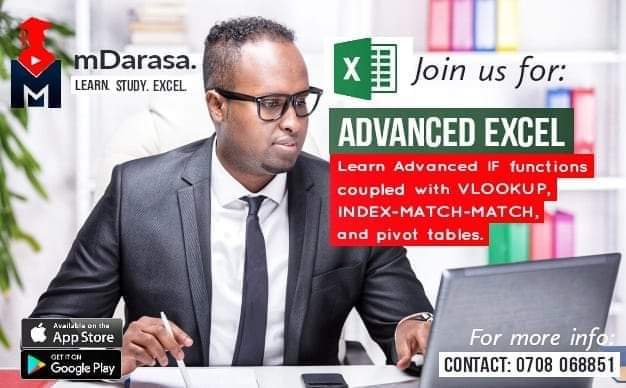 mDarasa.
LEARN. STUDY. EXCEL.
M
X
Join us for:
ADVANCED EXCEL
Learn Advanced IF functions
coupled with VLOOKUP,
INDEX-MATCH-MATCH,
and pivot tables.
Available on the
App Store
GET IT ON
Google Play
For more info:
CONTACT: 0708 068851